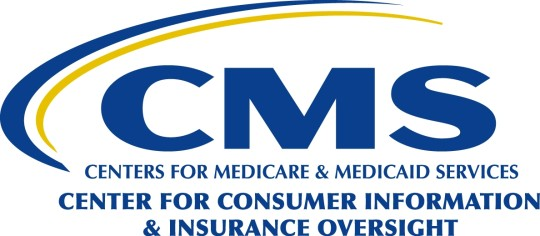 CMS
CENTERS FOR MEDICARE & MEDICAID SERVICES
CENTER FOR CONSUMER INFORMATION
& INSURANCE OVERSIGHT